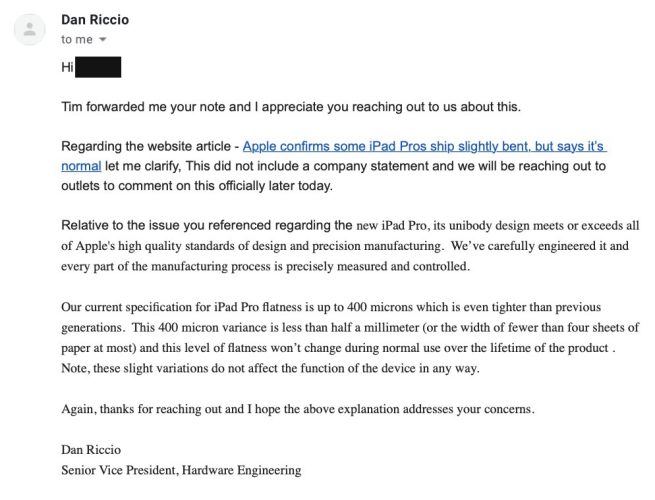 Dan Riccio
to me
Hi
Tim forwarded me your note and I appreciate you reaching out to us about this.
Regarding the website article - Apple confirms some iPad Pros ship slightly bent, but says it's
normal let me clarify, This did not include a company statement and we will be reaching out to
outlets to comment on this officially later today.
Relative to the issue you referenced regarding the new iPad Pro, its unibody design meets or exceeds all
of Apple's high quality standards of design and precision manufacturing. We've carefully engineered it and
every part of the manufacturing process is precisely measured and controlled.
Our current specification for iPad Pro flatness is up to 400 microns which is even tighter than previous
generations. This 400 micron variance is less than half a millimeter (or the width of fewer than four sheets of
paper at most) and this level of flatness won't change during normal use over the lifetime of the product .
Note, these slight variations do not affect the function of the device in any way.
Again, thanks for reaching out and I hope the above explanation addresses your concerns.
Dan Riccio
Senior Vice President, Hardware Engineering